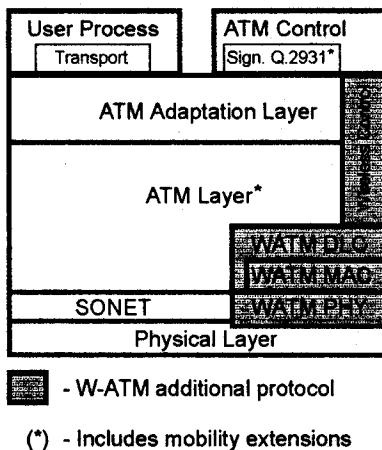 User Process
Transport
ATM Control
Sign. Q.2931*
ATM Adaptation Layer
ATM Layer*
WATM DLC
WATM MAC
SONET
WATM PHY
Physical Layer
- W-ATM additional protocol
(*) - Includes mobility extensions